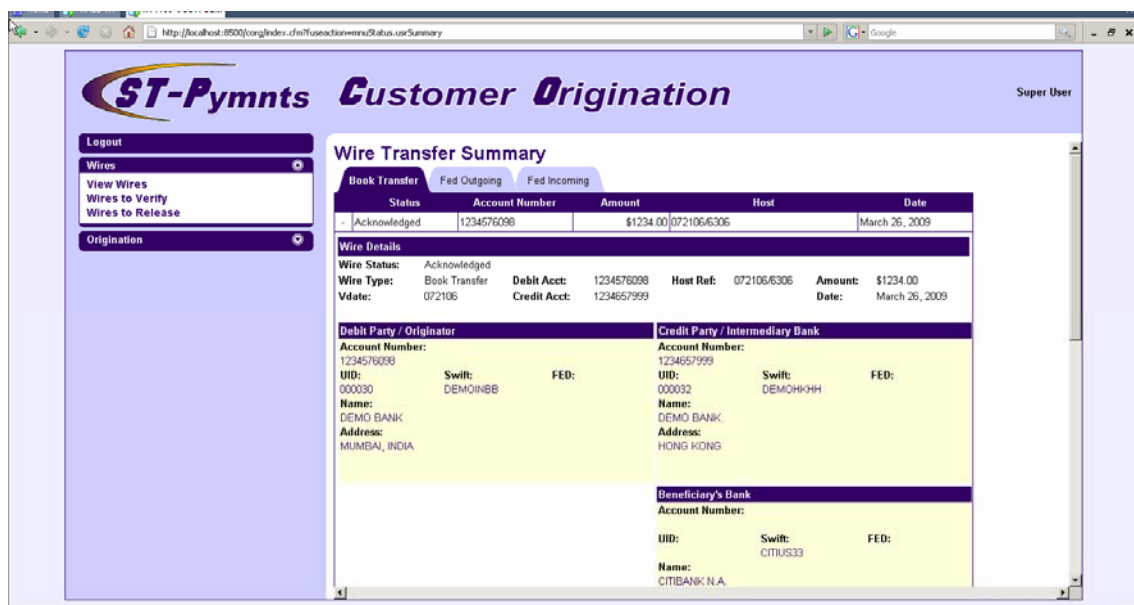 http://localhost:8500/corg/index.cfm?fuseaction=mnuStatus.usrSummary
Google
ST-Pymnts Customer Origination
Super User
Logout
Wires
View Wires
Wires to Verify
Wires to Release
Origination
Wire Transfer Summary
Book Transfer Fed Outgoing Fed Incoming
Status Account Number Amount Host Date
- Acknowledged 1234576098 $1234.00 072106/6306 March 26, 2009
Wire Details
Wire Status: Acknowledged
Wire Type: Book Transfer Debit Acct: 1234576098 Host Ref: 072106/6306 Amount: $1234.00
Vdate: 072106 Credit Acct: 1234657999 Date: March 26, 2009
Debit Party / Originator
Account Number:
1234576098
UID: Swift: FED:
000030 DEMOINBB
Name:
DEMO BANK
Address:
MUMBAI, INDIA
Credit Party / Intermediary Bank
Account Number:
1234657999
UID: Swift: FED:
000032 DEMOHKHH
Name:
DEMO BANK
Address:
HONG KONG
Beneficiary's Bank
Account Number:
UID: Swift: FED:
CITIUS33
Name:
CITIBANK N.A.